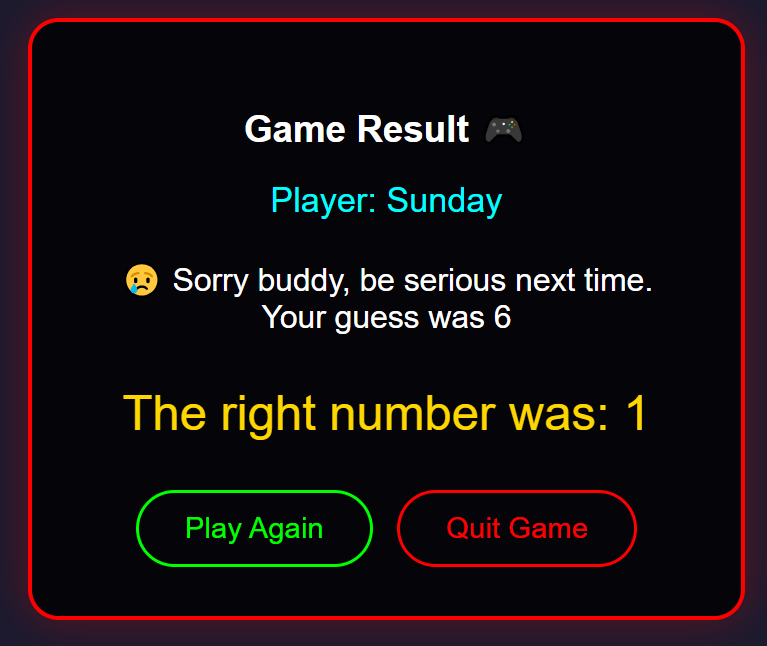 Game Result 🎮
Player: Sunday
😢 Sorry buddy, be serious next time.
Your guess was 6
The right number was: 1
Play Again
Quit Game